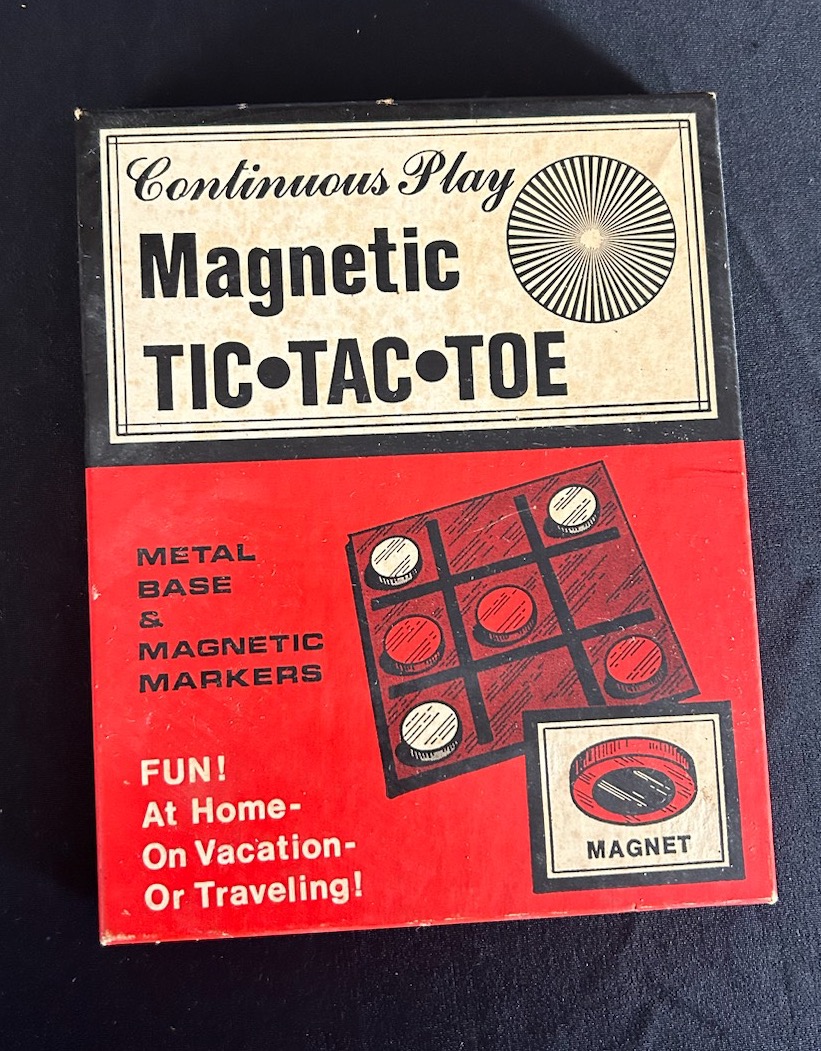 Continuous Play
Magnetic
TIC•TAC•TOE
METAL
BASE
&
MAGNETIC
MARKERS
FUN!
At Home-
On Vacation-
Or Traveling!
MAGNET